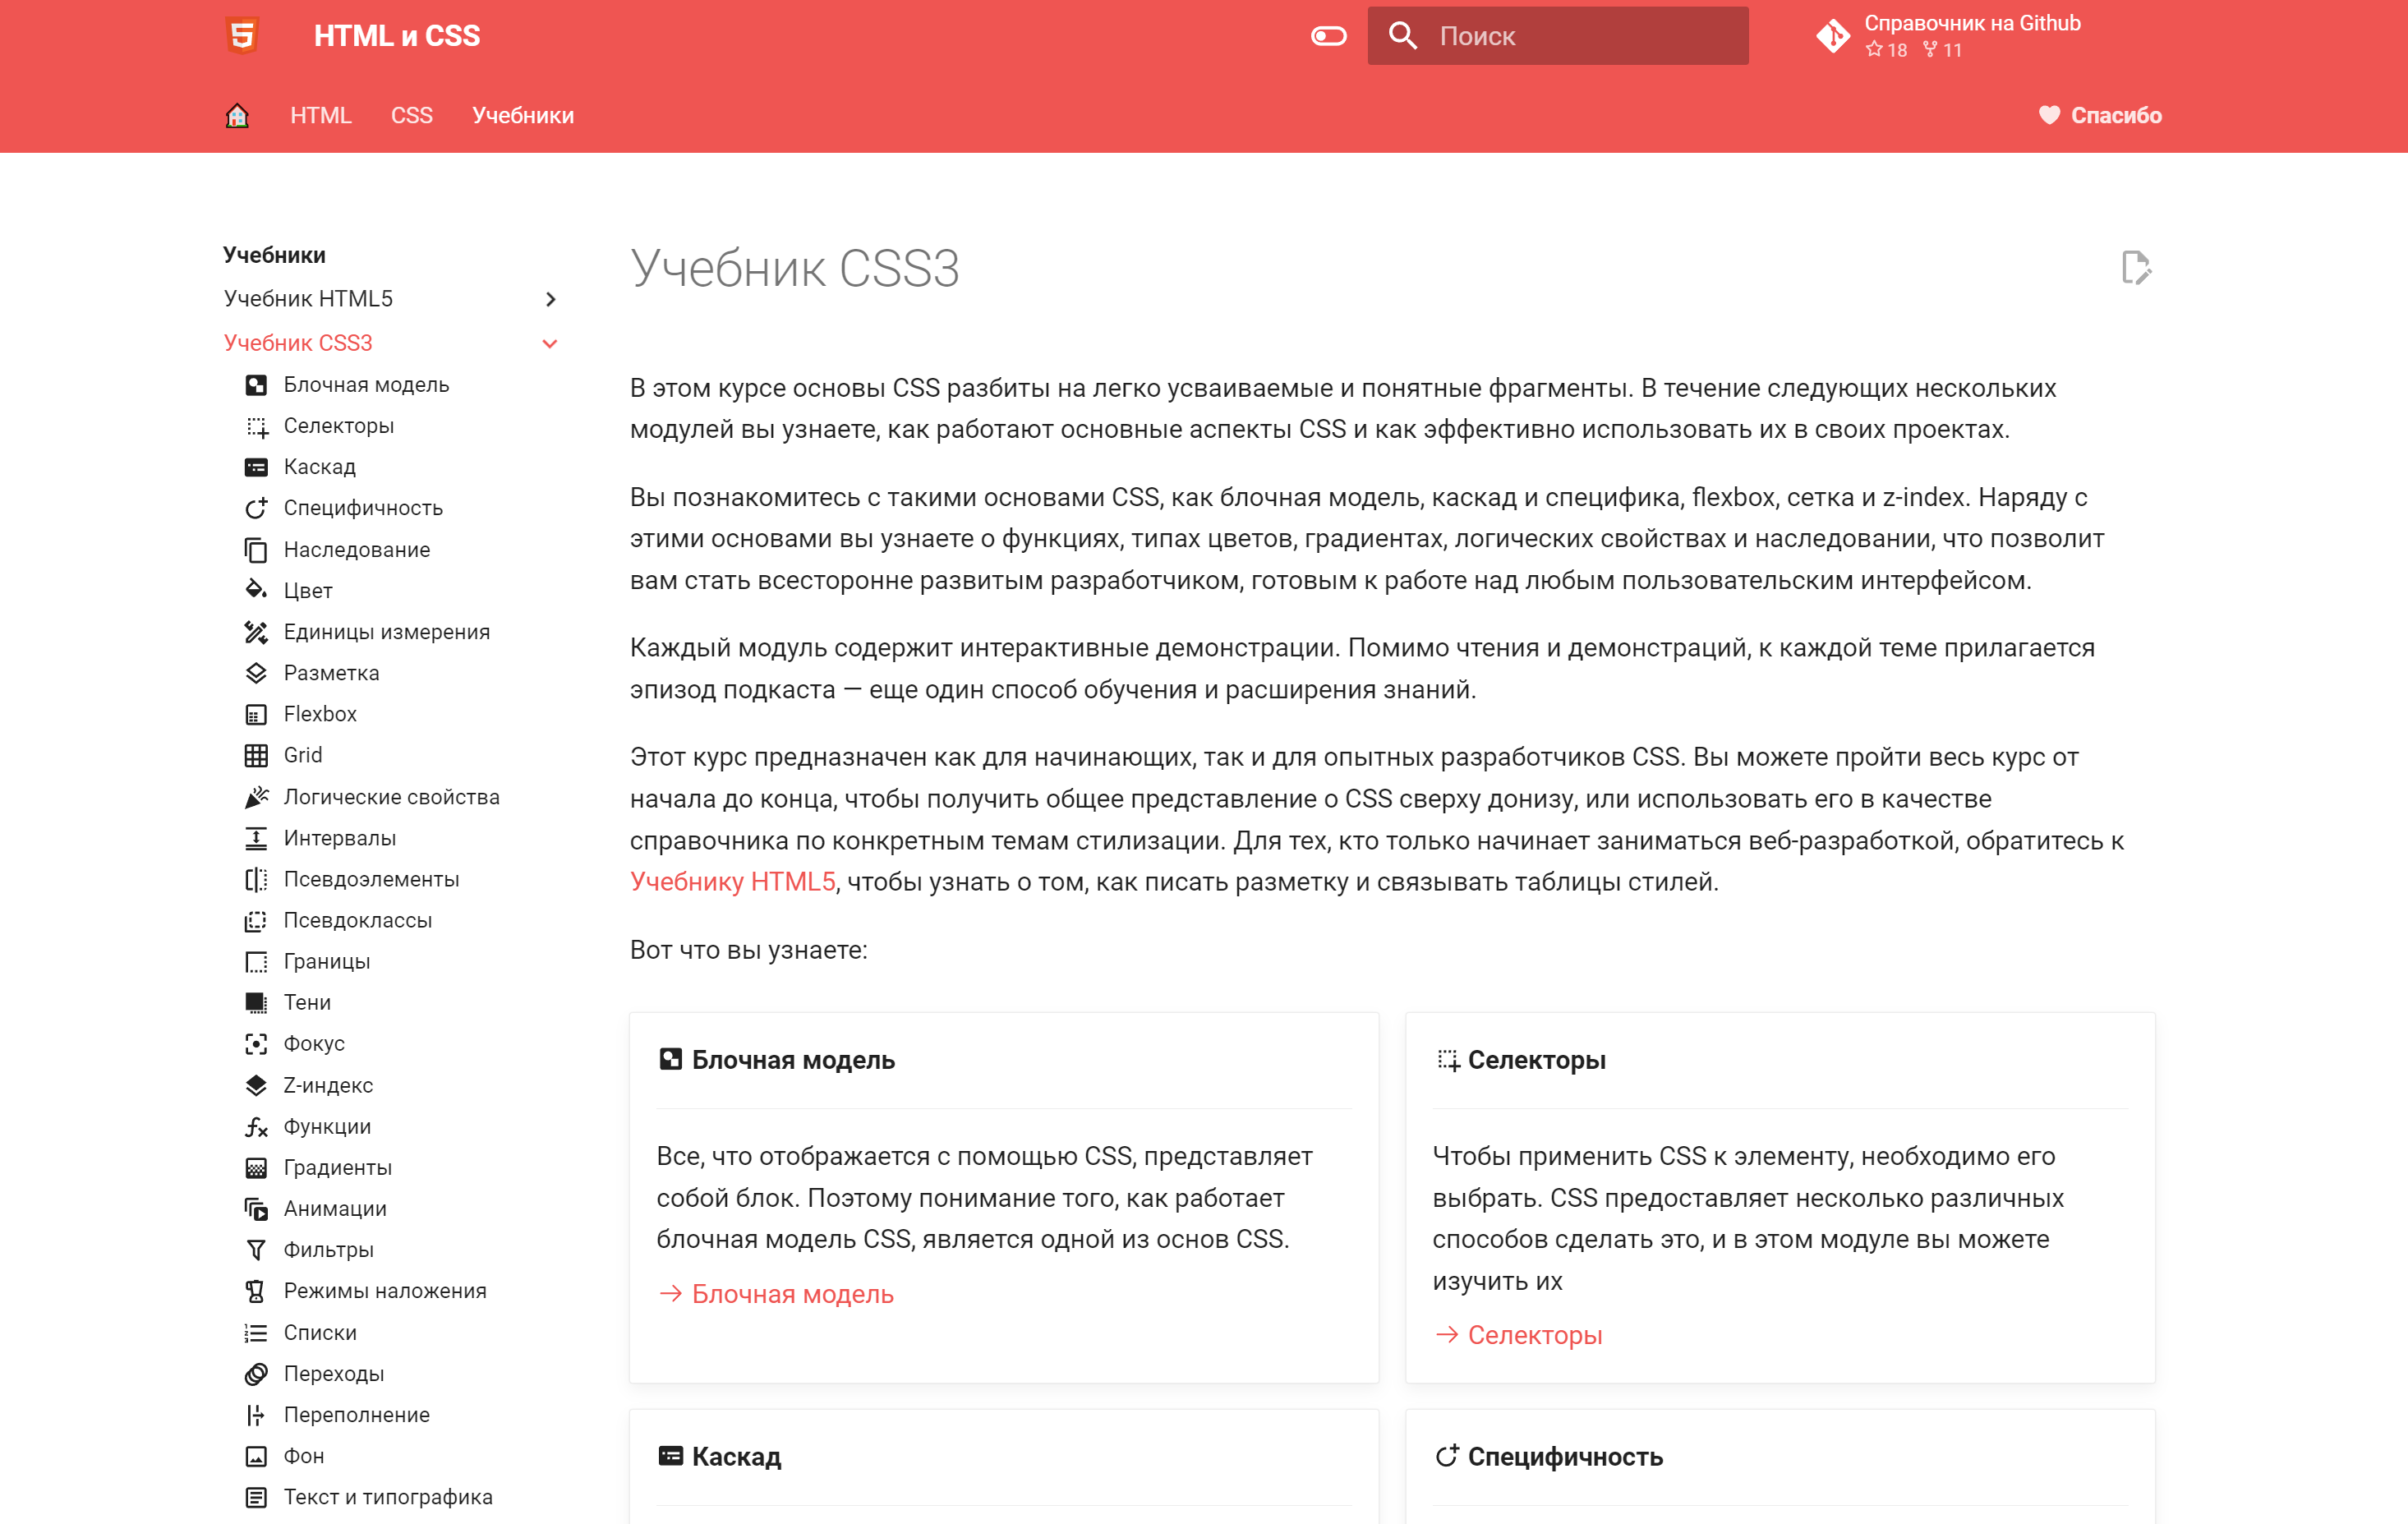 HTML и CSS
Поиск
Справочник на Github
18 11
HTML CSS Учебники
Спасибо
Учебники
Учебник HTML5
Учебник CSS3
Блочная модель
Селекторы
Каскад
Специфичность
Наследование
Цвет
Единицы измерения
Разметка
Flexbox
Grid
Логические свойства
Интервалы
Псевдоэлементы
Псевдоклассы
Границы
Тени
Фокус
Z-индекс
Функции
Градиенты
Анимации
Фильтры
Режимы наложения
Списки
Переходы
Переполнение
Фон
Текст и типографика
Учебник CSS3
В этом курсе основы CSS разбиты на легко усваиваемые и понятные фрагменты. В течение следующих нескольких
модулей вы узнаете, как работают основные аспекты CSS и как эффективно использовать их в своих проектах.
Вы познакомитесь с такими основами CSS, как блочная модель, каскад и специфика, flexbox, сетка и z-index. Наряду с
этими основами вы узнаете о функциях, типах цветов, градиентах, логических свойствах и наследовании, что позволит
вам стать всесторонне развитым разработчиком, готовым к работе над любым пользовательским интерфейсом.
Каждый модуль содержит интерактивные демонстрации. Помимо чтения и демонстраций, к каждой теме прилагается
эпизод подкаста — еще один способ обучения и расширения знаний.
Этот курс предназначен как для начинающих, так и для опытных разработчиков CSS. Вы можете пройти весь курс от
начала до конца, чтобы получить общее представление о CSS сверху донизу, или использовать его в качестве
справочника по конкретным темам стилизации. Для тех, кто только начинает заниматься веб-разработкой, обратитесь к
Учебнику HTML5, чтобы узнать о том, как писать разметку и связывать таблицы стилей.
Вот что вы узнаете:
Блочная модель
Все, что отображается с помощью CSS, представляет
собой блок. Поэтому понимание того, как работает
блочная модель CSS, является одной из основ CSS.
→ Блочная модель
Селекторы
Чтобы применить CSS к элементу, необходимо его
выбрать. CSS предоставляет несколько различных
способов сделать это, и в этом модуле вы можете
изучить их
→ Селекторы
Каскад
Специфичность